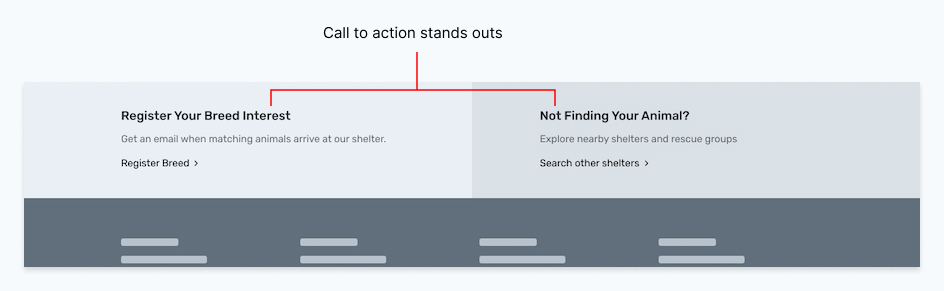 Call to action stands outs
Register Your Breed Interest
Get an email when matching animals arrive at our shelter.
Register Breed >
Not Finding Your Animal?
Explore nearby shelters and rescue groups
Search other shelters >